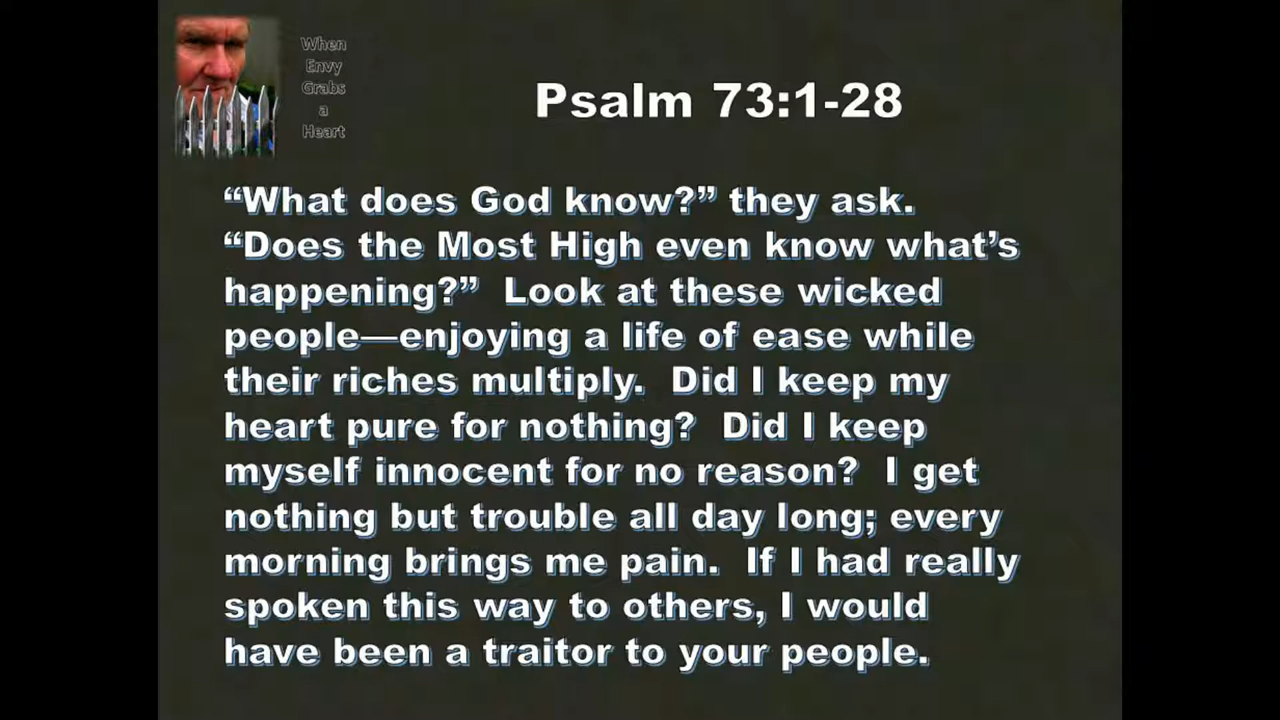 When
Envy
Grabs
a
Heart
Psalm 73:1-28
“What does God know?” they ask.
“Does the Most High even know what’s
happening?”  Look at these wicked
people—enjoying a life of ease while
their riches multiply.  Did I keep my
heart pure for nothing?  Did I keep
myself innocent for no reason?  I get
nothing but trouble all day long; every
morning brings me pain.  If I had really
spoken this way to others, I would
have been a traitor to your people.